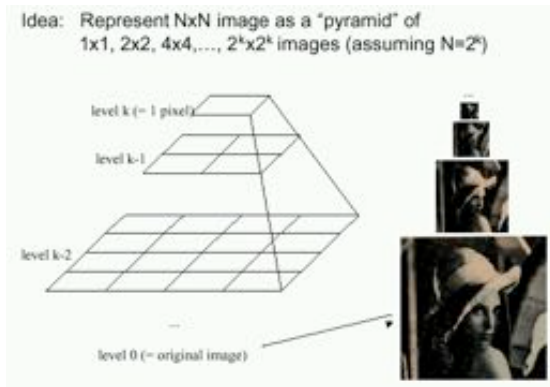 Idea: Represent NxN image as a "pyramid" of
1x1, 2x2, 4x4,..., 2ᵏx2ᵏ images (assuming N=2ᵏ)
...
level k (= 1 pixel)
level k-1
level k-2
...
level 0 (= original image)